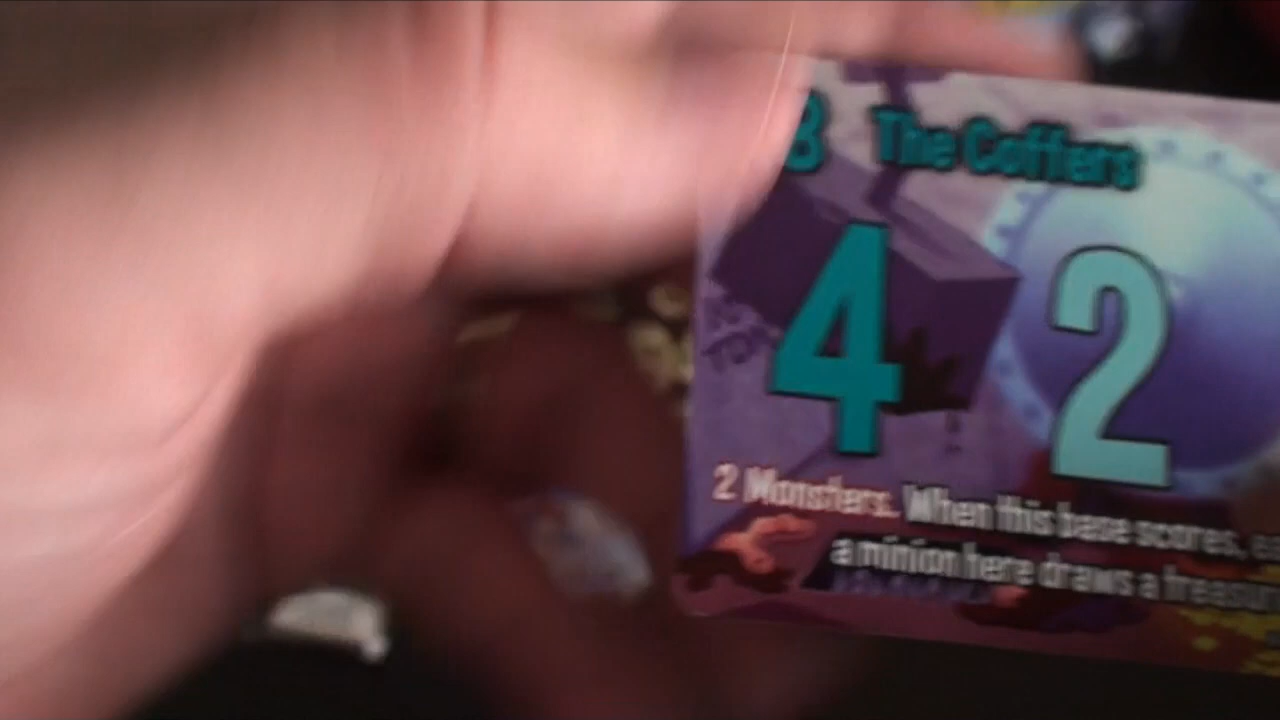 The Coffers
4 2
2 Monsters. When this base scores,
a minion here draws a